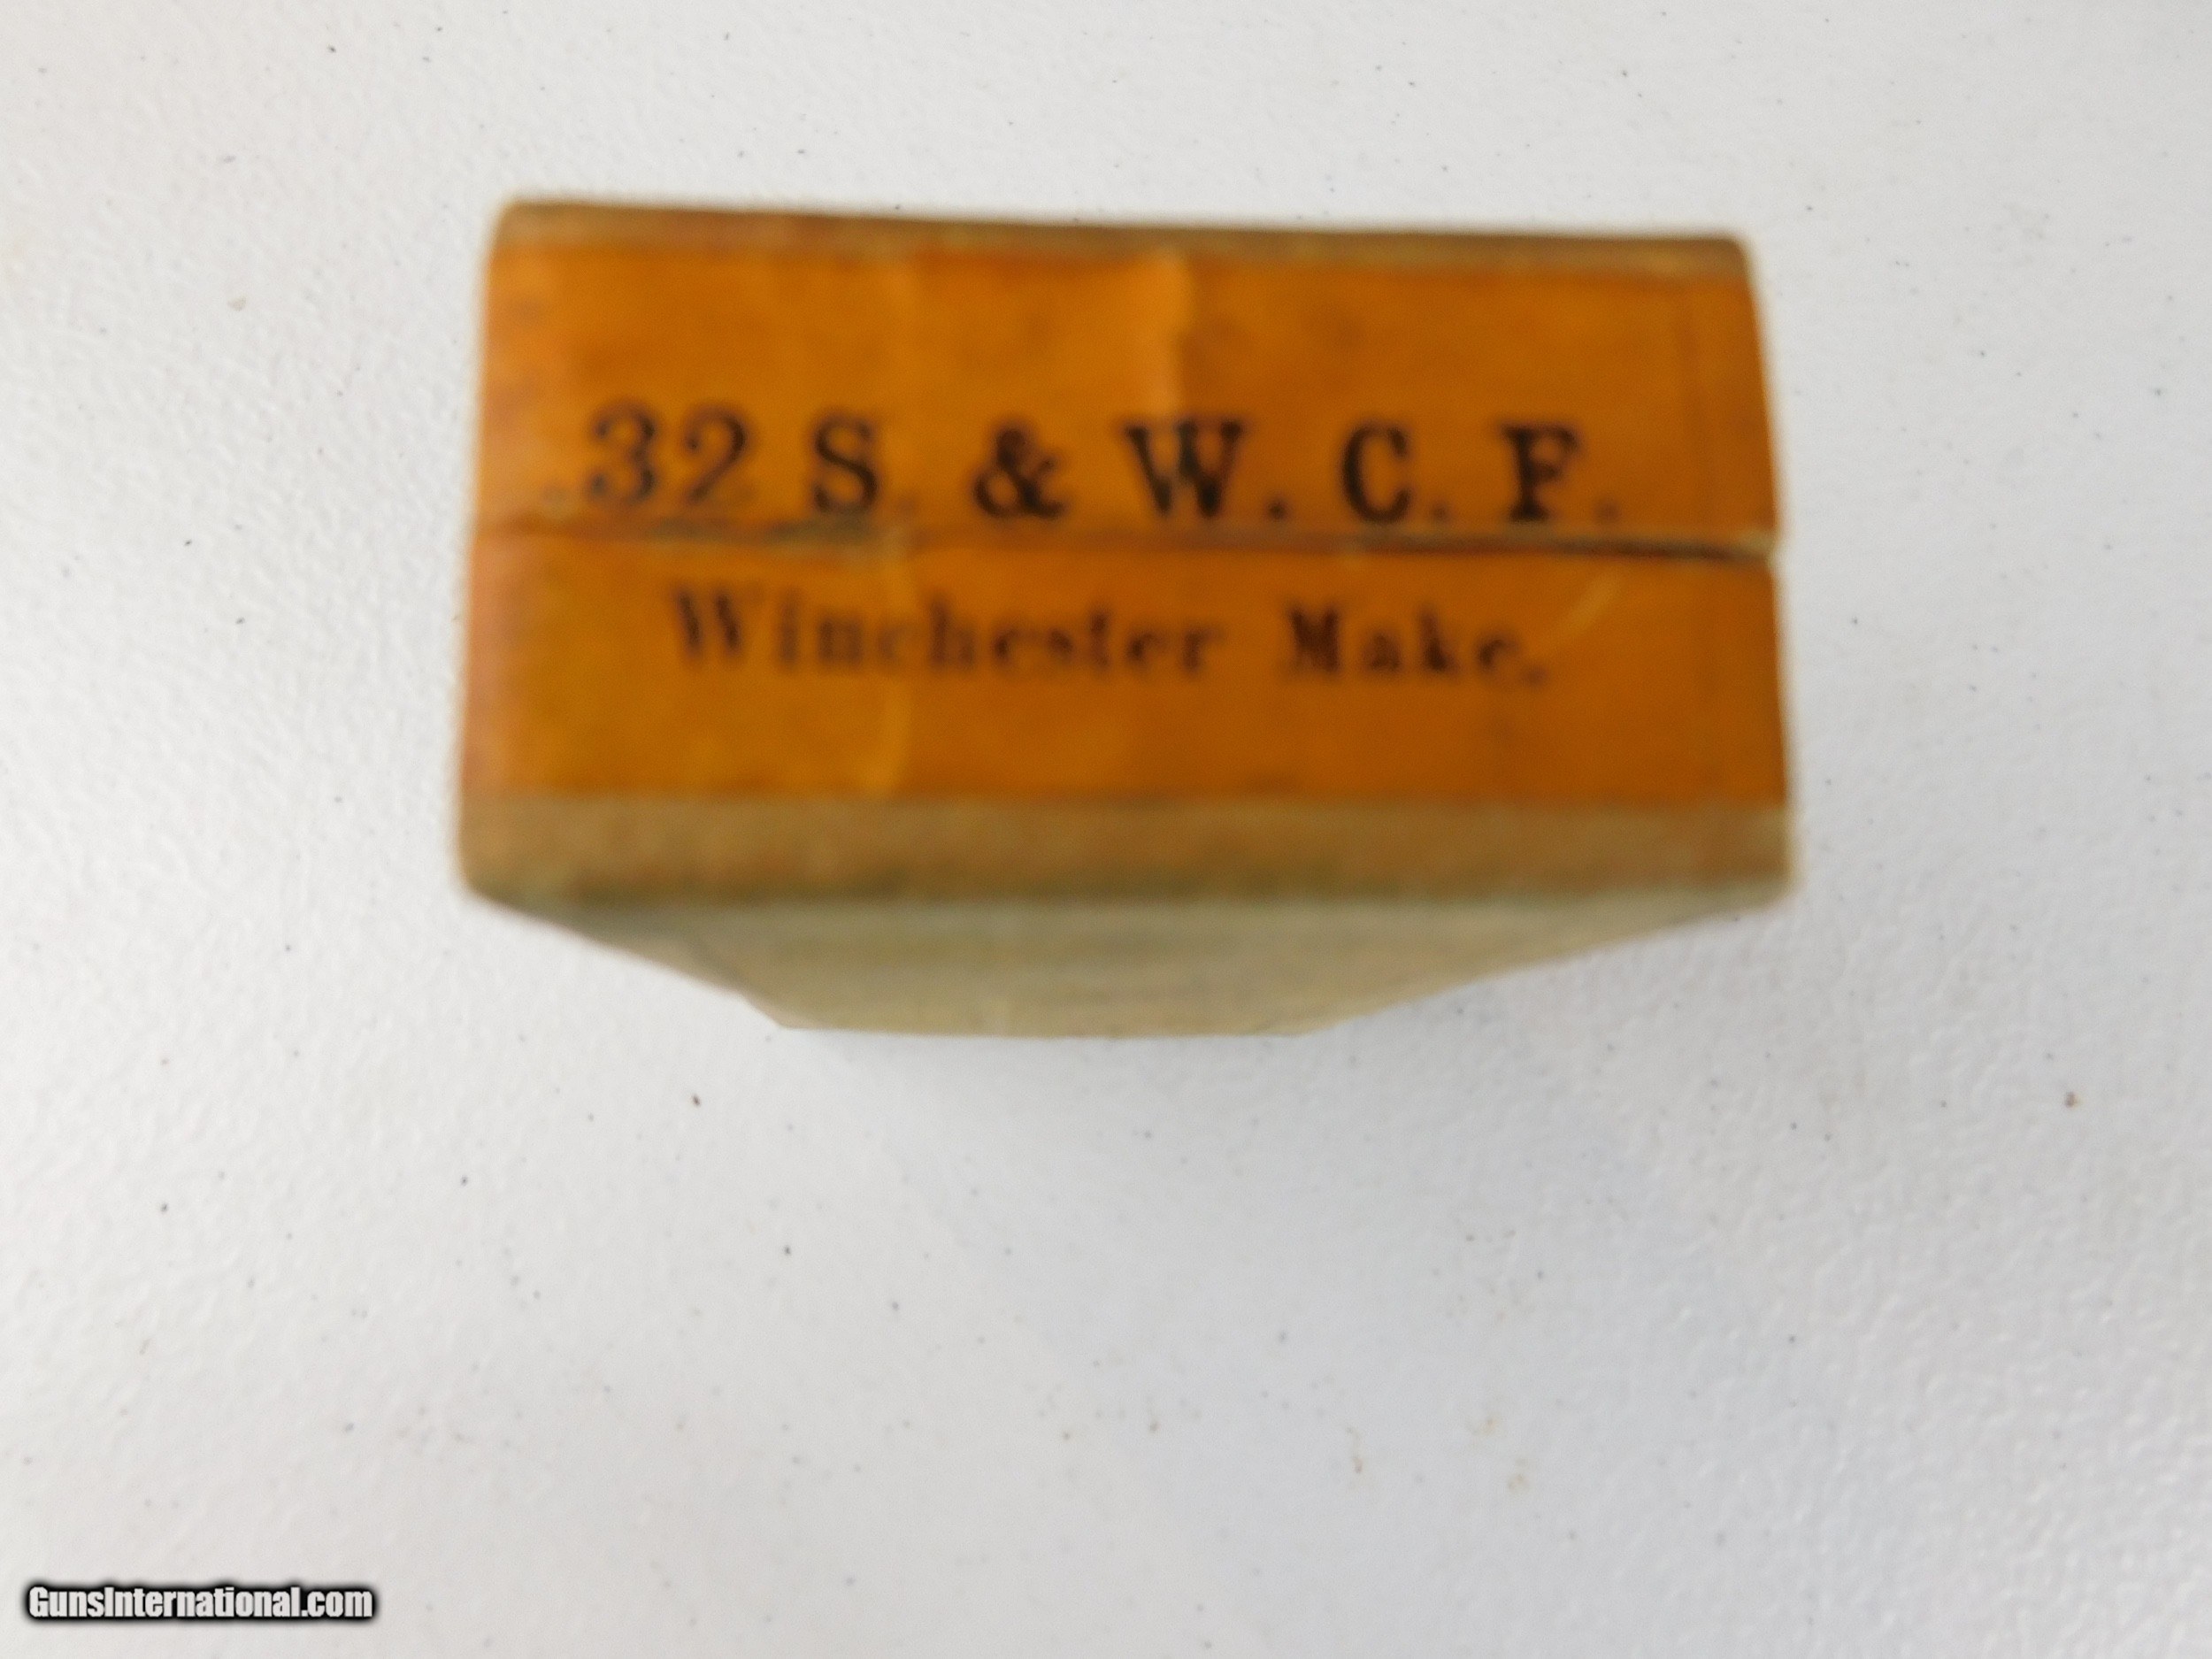 .32 S. & W. C. F.
Winchester Make.
GunsInternational.com